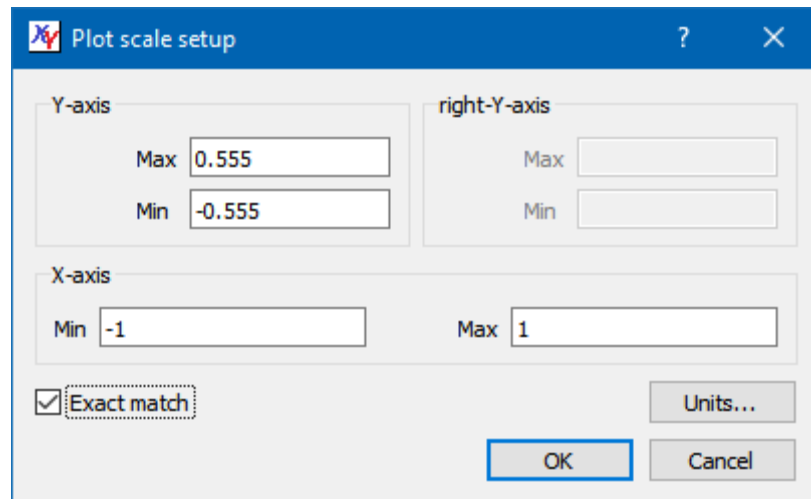 XY Plot scale setup ?
Y-axis
Max 0.555
Min -0.555
right-Y-axis
Max
Min
X-axis
Min -1 Max 1
Exact match
Units...
OK Cancel